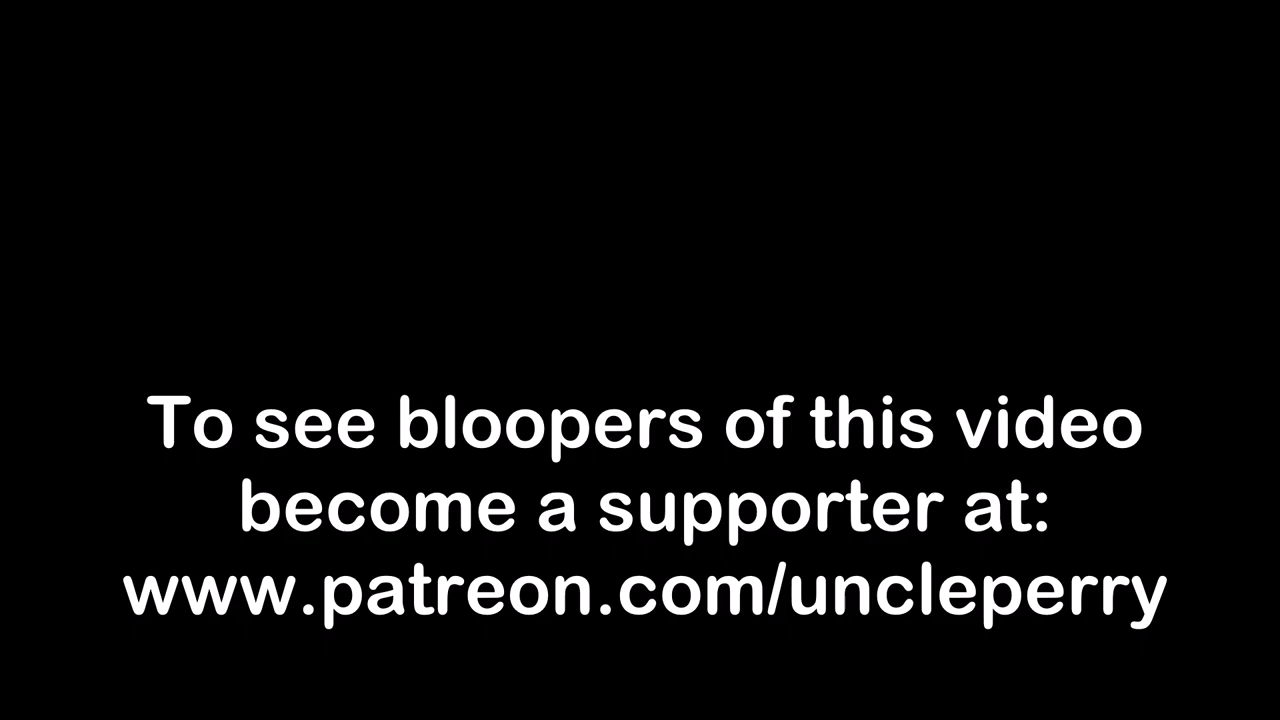 To see bloopers of this video
become a supporter at:
www.patreon.com/uncleperry